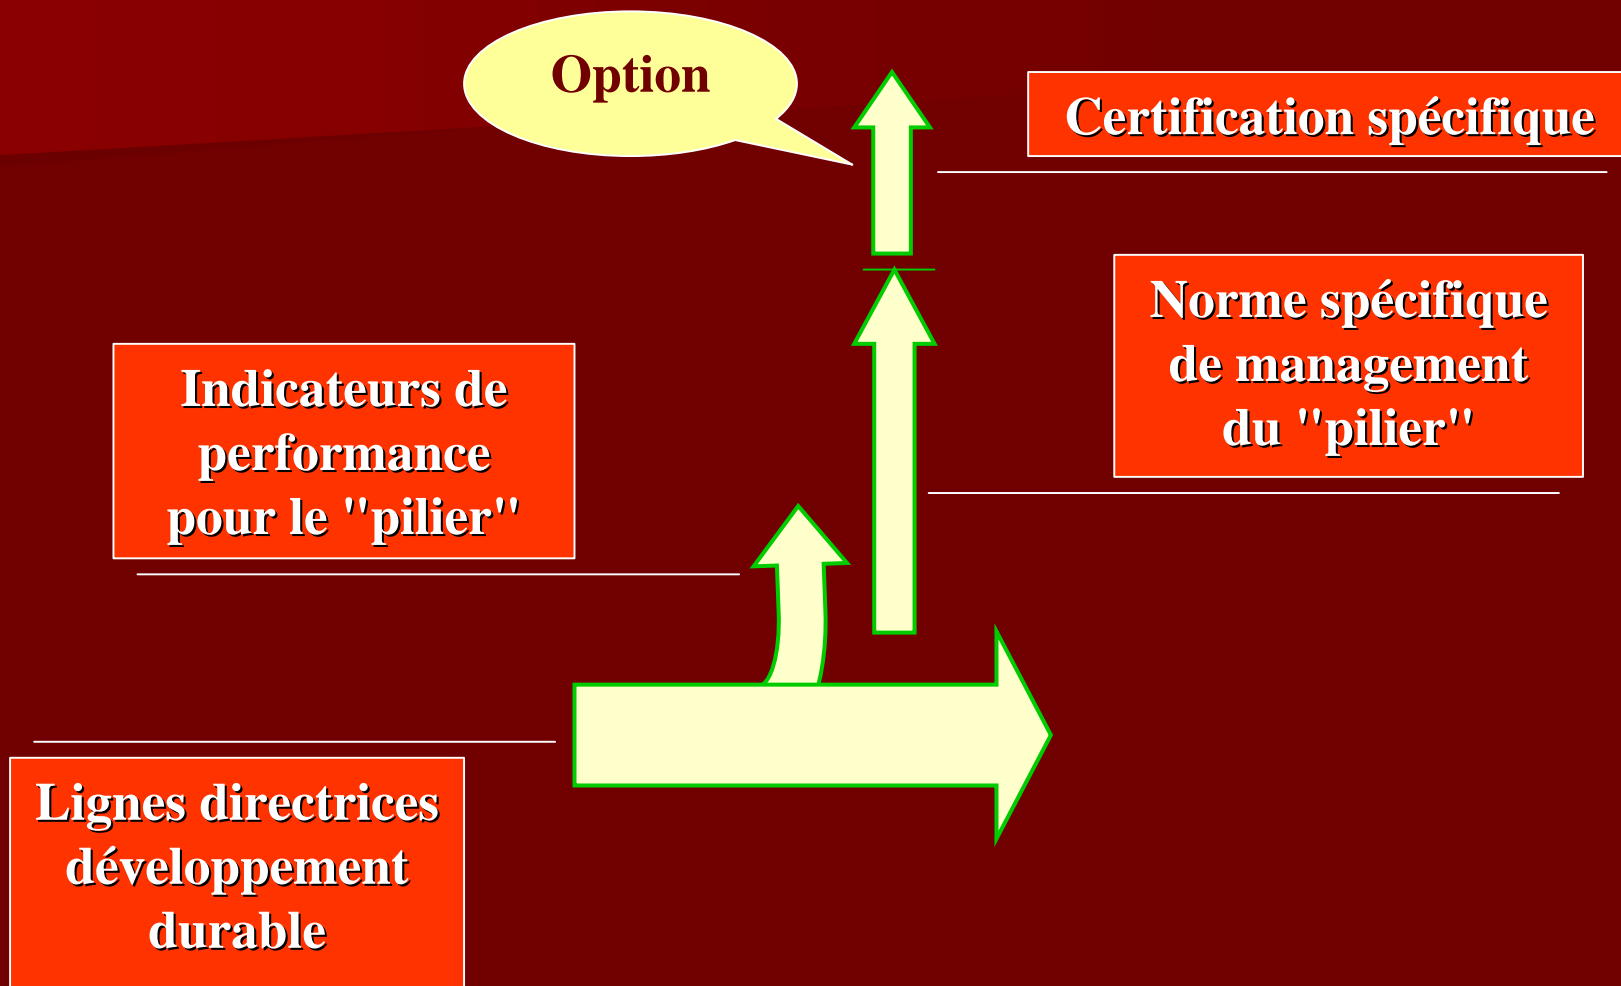 Option
Certification spécifique
Norme spécifique
de management
du "pilier"
Indicateurs de
performance
pour le "pilier"
Lignes directrices
développement
durable